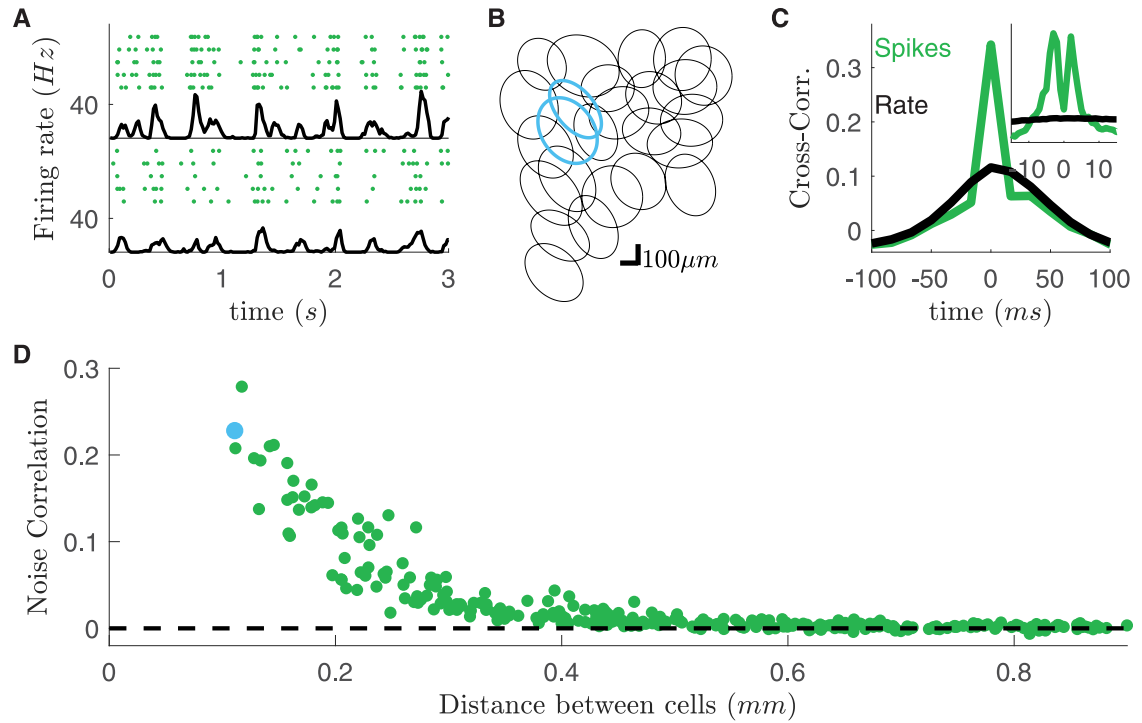 A
Firing rate (Hz)
40
40
0
1
2
3
time (s)
B
100μm
C
Spikes
Rate
Cross-Corr.
0.3
0.2
0.1
0
-100
-50
0
50
100
time (ms)
-10
0
10
D
Noise Correlation
0.3
0.2
0.1
0
0
0.2
0.4
0.6
0.8
Distance between cells (mm)